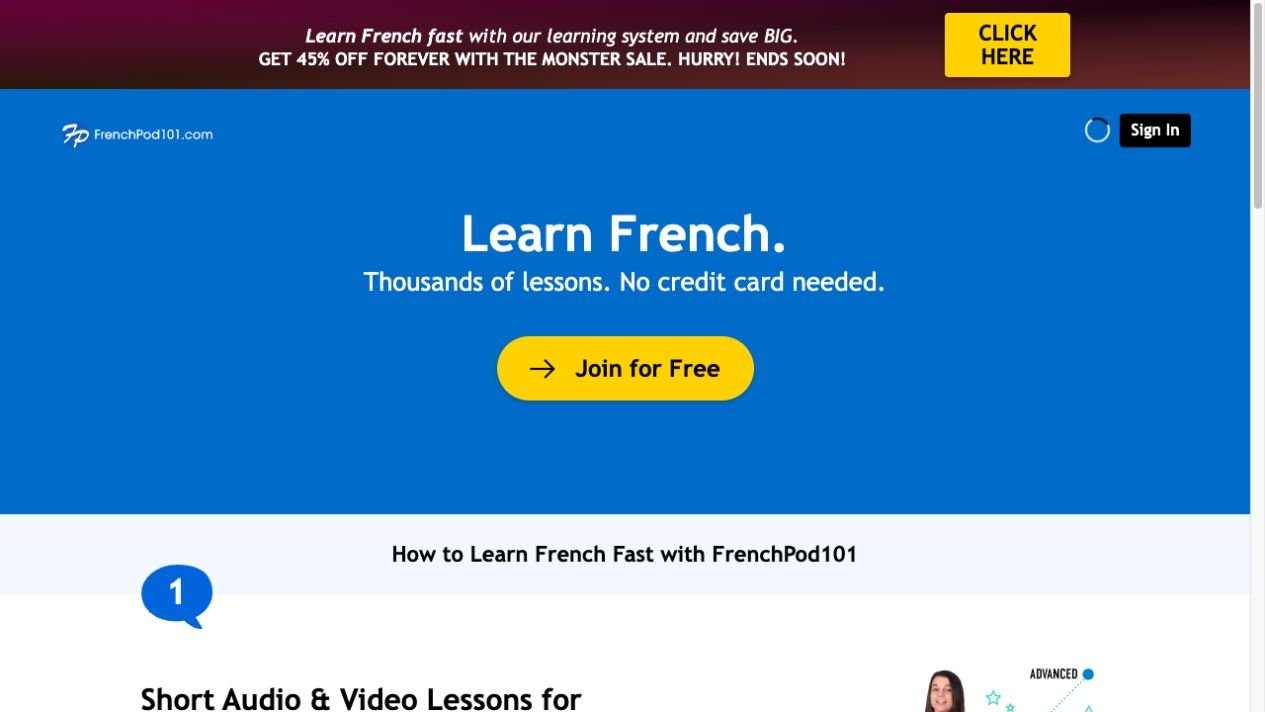 Learn French fast with our learning system and save BIG.
GET 45% OFF FOREVER WITH THE MONSTER SALE. HURRY! ENDS SOON!
CLICK
HERE
FP FrenchPod101.com
Sign In
Learn French.
Thousands of lessons. No credit card needed.
→ Join for Free
How to Learn French Fast with FrenchPod101
1
Short Audio & Video Lessons for
ADVANCED